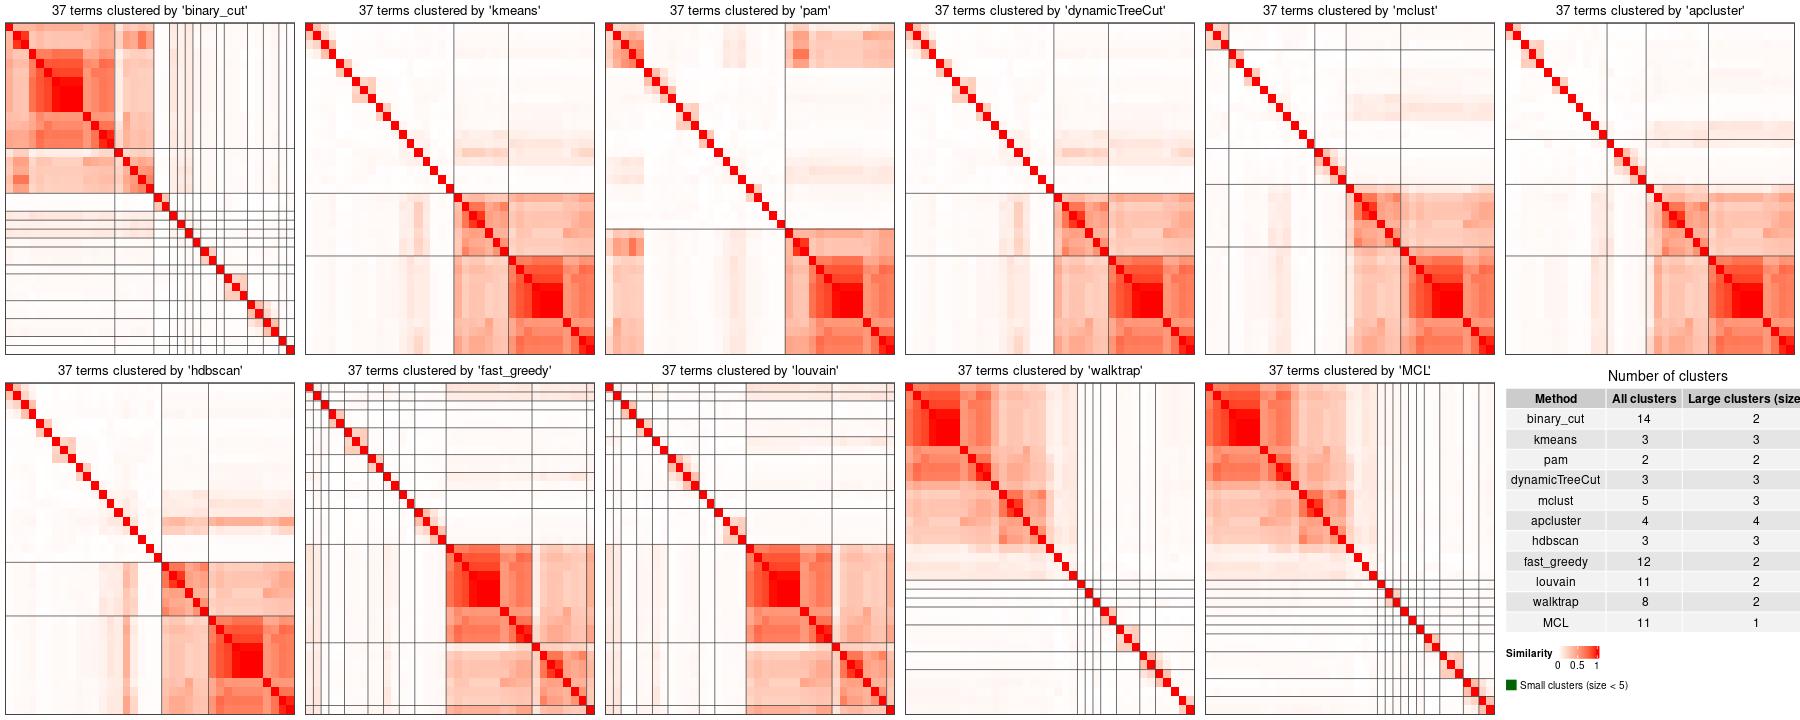 37 terms clustered by 'binary_cut'
37 terms clustered by 'kmeans'
37 terms clustered by 'pam'
37 terms clustered by 'dynamicTreeCut'
37 terms clustered by 'mclust'
37 terms clustered by 'apcluster'
37 terms clustered by 'hdbscan'
37 terms clustered by 'fast_greedy'
37 terms clustered by 'louvain'
37 terms clustered by 'walktrap'
37 terms clustered by 'MCL'
Number of clusters
Method All clusters Large clusters (size
binary_cut 14 2
kmeans 3 3
pam 2 2
dynamicTreeCut 3 3
mclust 5 3
apcluster 4 4
hdbscan 3 3
fast_greedy 12 2
louvain 11 2
walktrap 8 2
MCL 11 1
Similarity
0 0.5 1
Small clusters (size < 5)